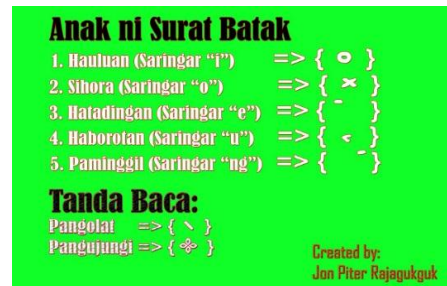 Anak ni Surat Batak
1. Hauluan (Saringar “i”) => { o }
2. Sihora (Saringar “o”) => { × }
3. Hatadingan (Saringar “e”) => { ¯ }
4. Haborotan (Saringar “u”) => { ˂ }
5. Paminggil (Saringar “ng”) => { ¯ }
Tanda Baca:
Pangolat => { \ }
Pangujungi => { ༜ }
Created by:
Jon Piter Rajagukguk